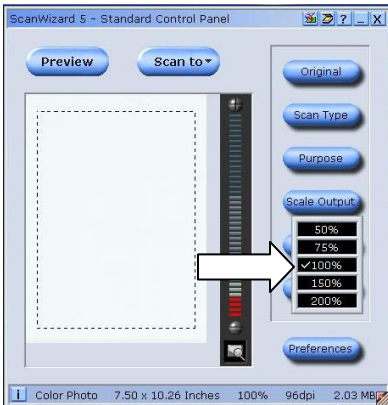 ScanWizard 5 - Standard Control Panel
? _ X
Preview
Scan to
Original
Scan Type
Purpose
Scale Output
50%
75%
✓100%
150%
200%
Preferences
i Color Photo 7.50 x 10.26 Inches 100% 96dpi 2.03 MB